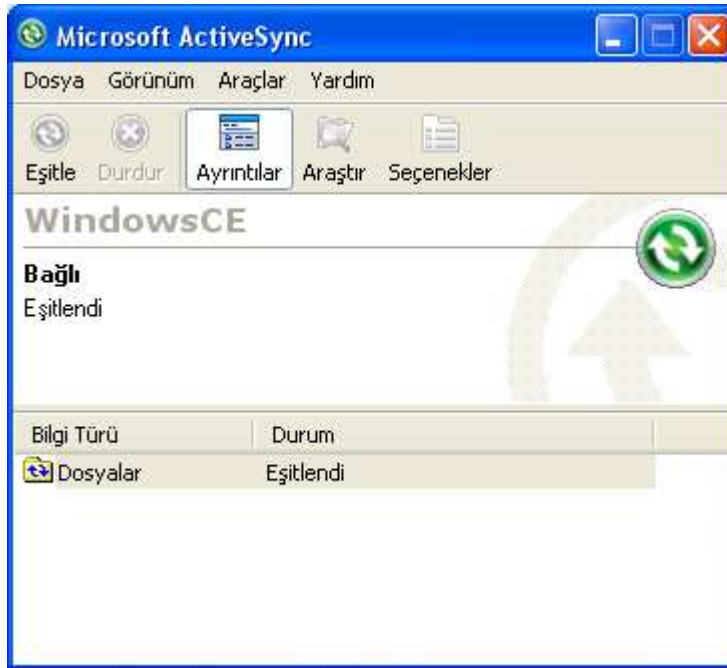 Microsoft ActiveSync
Dosya Görünüm Araçlar Yardım
Eşitle Durdur Ayrıntılar Araştır Seçenekler
WindowsCE
Bağlı
Eşitlendi
Bilgi Türü Durum
Dosyalar Eşitlendi